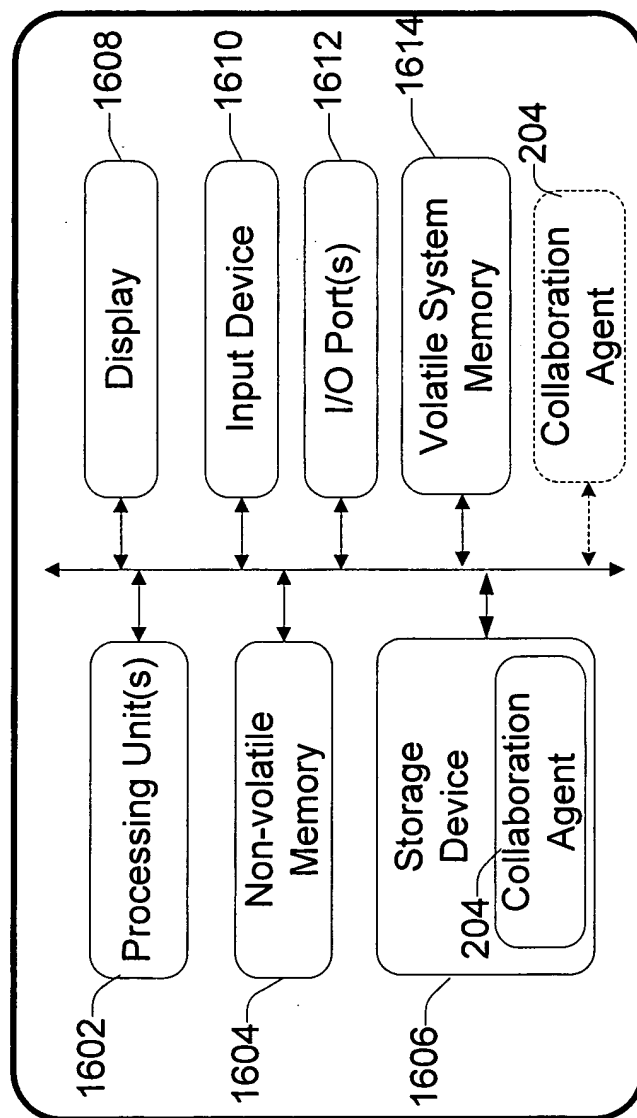 1602
Processing Unit(s)
1604
Non-volatile
Memory
1606
Storage
Device
204
Collaboration
Agent
Display
1608
Input Device
1610
I/O Port(s)
1612
Volatile System
Memory
1614
Collaboration
Agent
204